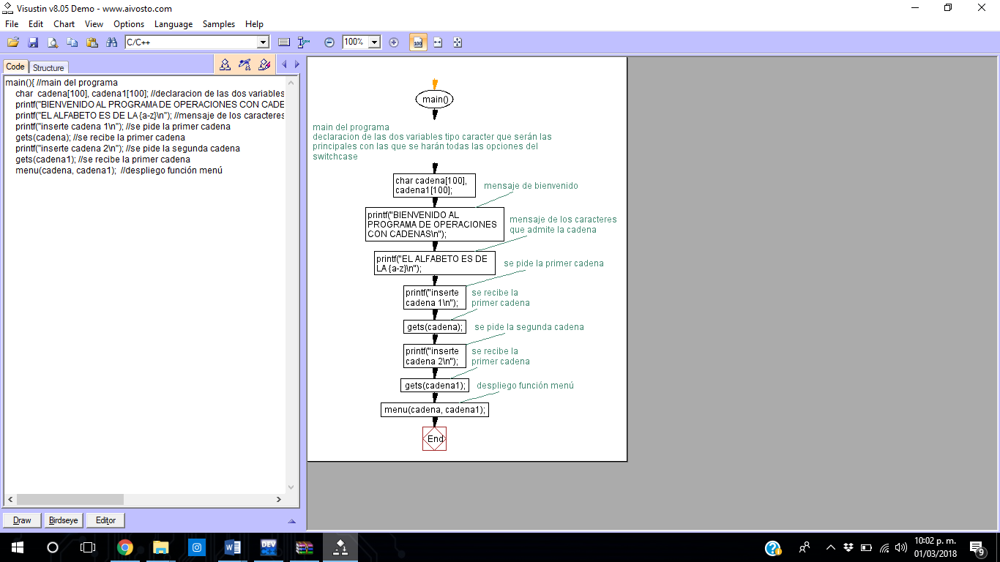 Visustin v8.05 Demo - www.aivosto.com
File Edit Chart View Options Language Samples Help
C/C++
100%
100
Code Structure
main(){ //main del programa
char cadena[100], cadena1[100]; //declaracion de las dos variables
printf("BIENVENIDO AL PROGRAMA DE OPERACIONES CON CADE
printf("EL ALFABETO ES DE LA {a-z}\n"); //mensaje de los caracteres
printf("inserte cadena 1\n"); //se pide la primer cadena
gets(cadena); //se recibe la primer cadena
printf("inserte cadena 2\n"); //se pide la segunda cadena
gets(cadena1); //se recibe la primer cadena
menu(cadena, cadena1); //despliego función menú
Draw Birdseye Editor
main()
main del programa
declaracion de las dos variables tipo caracter que serán las
principales con las que se harán todas las opciones del
switchcase
char cadena[100],
cadena1[100];
mensaje de bienvenido
printf("BIENVENIDO AL
PROGRAMA DE OPERACIONES
CON CADENAS\n");
mensaje de los caracteres
que admite la cadena
printf("EL ALFABETO ES DE
LA {a-z}\n");
se pide la primer cadena
printf("inserte
cadena 1\n");
se recibe la
primer cadena
gets(cadena);
se pide la segunda cadena
printf("inserte
cadena 2\n");
se recibe la
primer cadena
gets(cadena1);
despliego función menú
menu(cadena, cadena1);
End
DEV
10:02 p. m.
01/03/2018
9